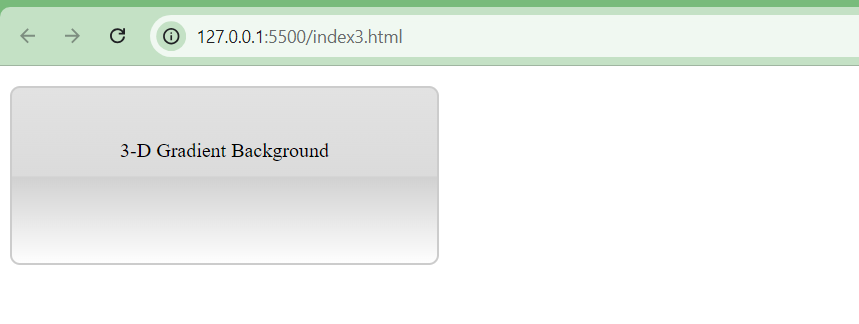 127.0.0.1:5500/index3.html
3-D Gradient Background